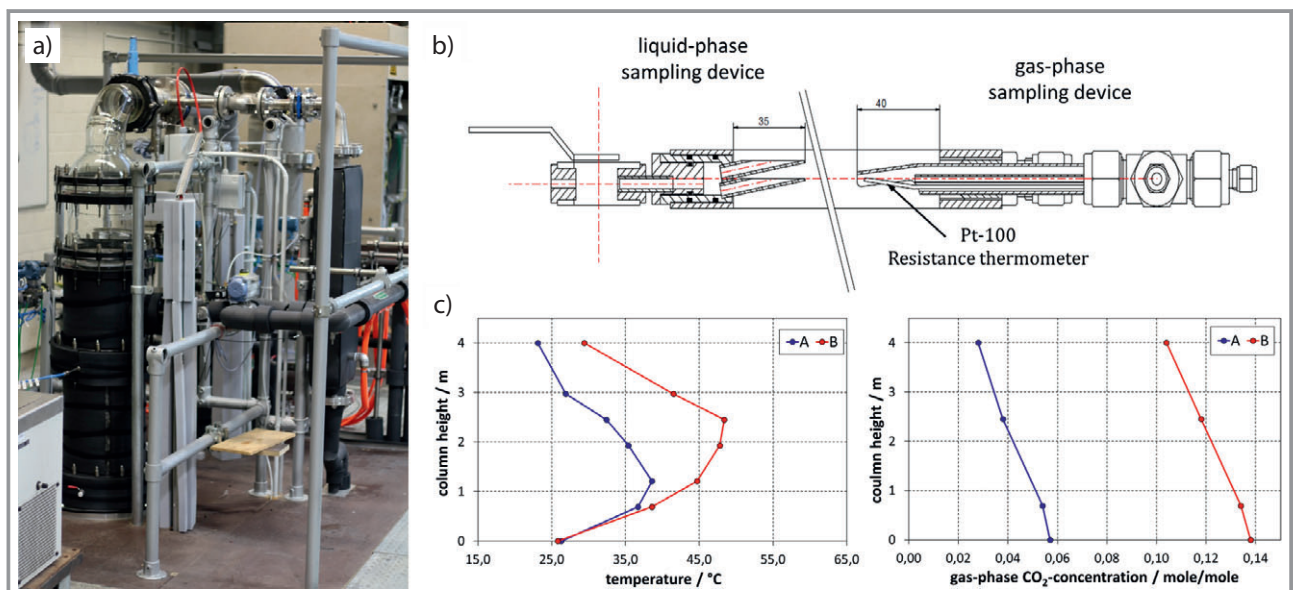 a)
b)
liquid-phase
sampling device
gas-phase
sampling device
35
40
Pt-100
Resistance thermometer
c)
A B
4
3
2
1
0
column height / m
15,0 25,0 35,0 45,0 55,0 65,0
temperature / °C
A B
4
3
2
1
0
coulmn height / m
0,00 0,02 0,04 0,06 0,08 0,10 0,12 0,14
gas-phase CO₂-concentration / mole/mole